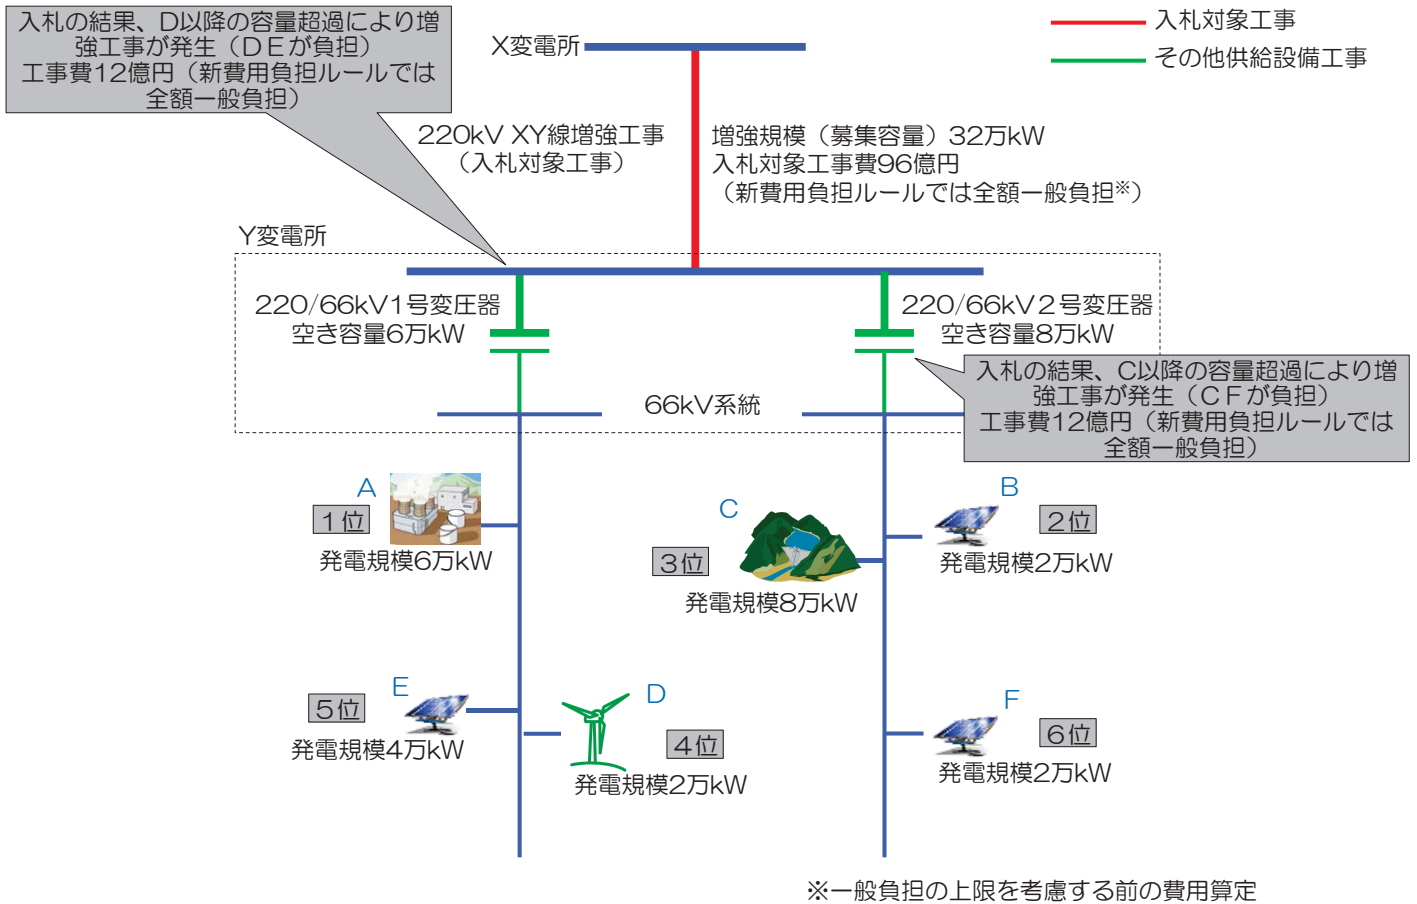 入札の結果、D以降の容量超過により増
強工事が発生（ＤＥが負担）
工事費12億円（新費用負担ルールでは
全額一般負担）
入札対象工事
その他供給設備工事
X変電所
220kV XY線増強工事
（入札対象工事）
増強規模（募集容量）32万kW
入札対象工事費96億円
（新費用負担ルールでは全額一般負担※）
Y変電所
220/66kV1号変圧器
空き容量6万kW
220/66kV２号変圧器
空き容量8万kW
入札の結果、C以降の容量超過により増
強工事が発生（ＣＦが負担）
工事費12億円（新費用負担ルールでは
全額一般負担）
66kV系統
A
1位
発電規模6万kW
B
2位
発電規模2万kW
C
3位
発電規模8万kW
E
5位
発電規模4万kW
D
4位
発電規模2万kW
F
6位
発電規模2万kW
※一般負担の上限を考慮する前の費用算定